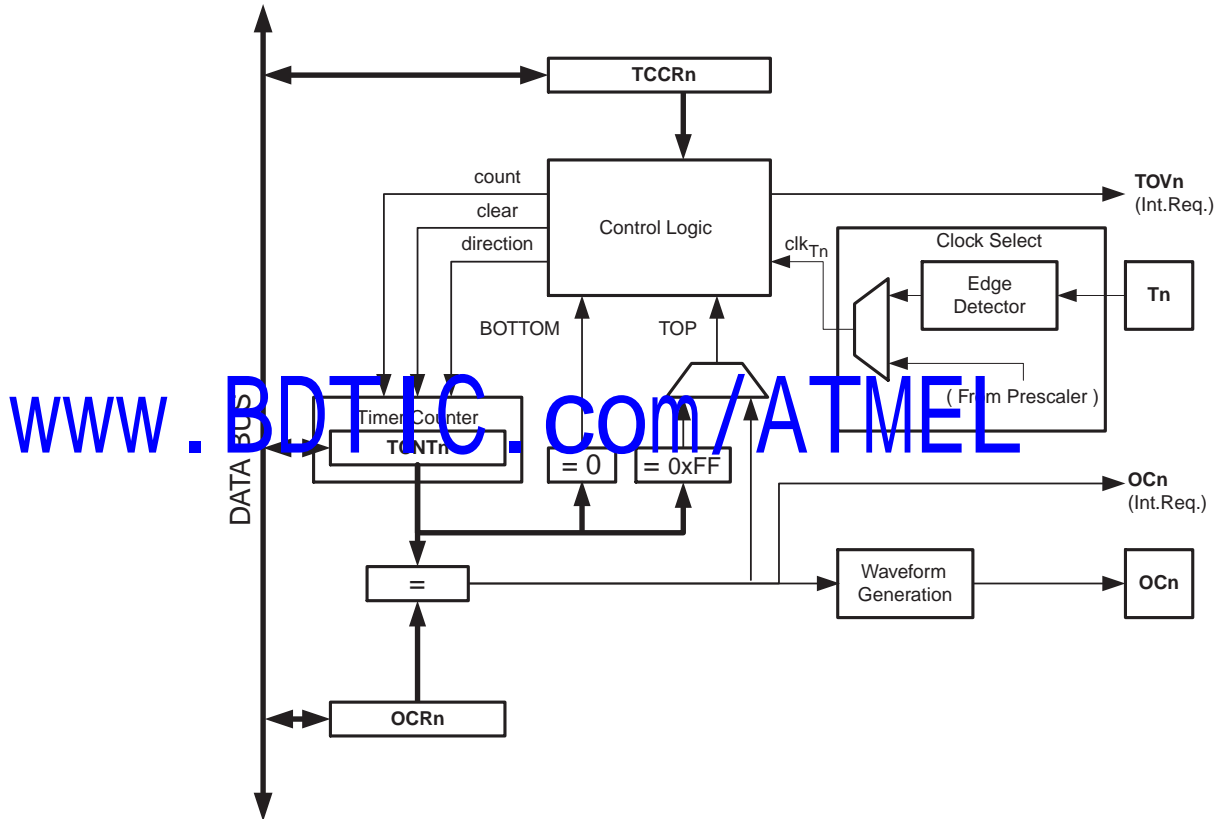 TCCRn
count
clear
direction
Control Logic
TOVn
(Int.Req.)
clkTn
Clock Select
Edge
Detector
Tn
BOTTOM
TOP
( From Prescaler )
www.BDTIC.com/ATMEL
DATA BUS
Timer/Counter
TCNTn
= 0
= 0xFF
OCn
(Int.Req.)
=
Waveform
Generation
OCn
OCRn